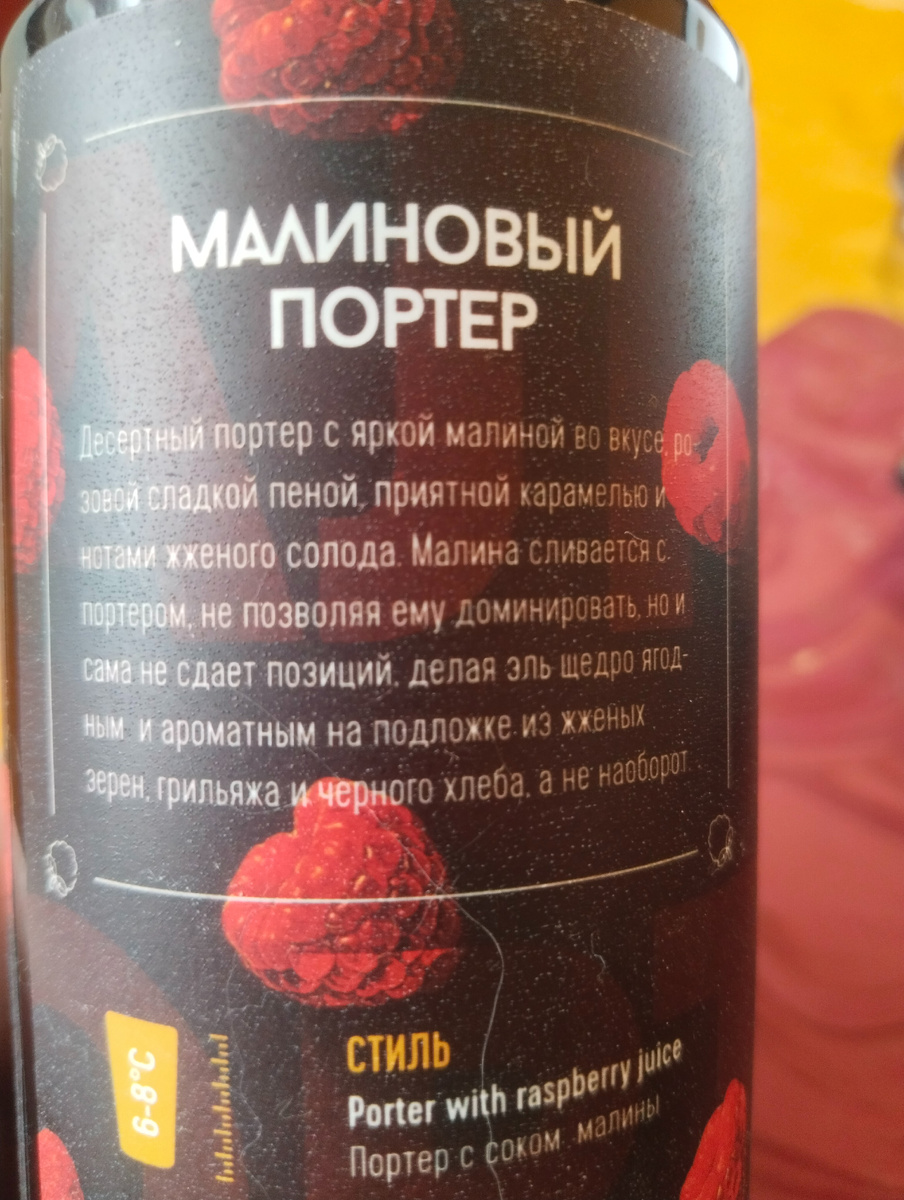 МАЛИНОВЫЙ
ПОРТЕР
Десертный портер с яркой малиной во вкусе, ро-
зовой сладкой пеной, приятной карамелью и
нотами жженого солода. Малина сливается с
портером, не позволяя ему доминировать, но и
сама не сдает позиций, делая эль щедро ягод-
ным и ароматным на подложке из жженых
зерен, грильяжа и черного хлеба, а не наоборот.
6-8°C
СТИЛЬ
Porter with raspberry juice
Портер с соком малины